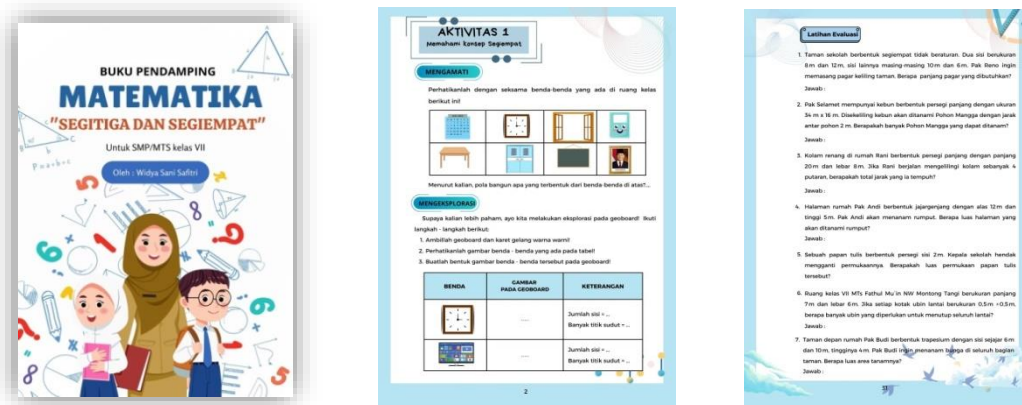 BUKU PENDAMPING
MATEMATIKA
"SEGITIGA DAN SEGIEMPAT"
Untuk SMP/MTS kelas VII
Oleh : Widya Sani Safitri
AKTIVITAS 1
Memahami Konsep Segiempat
MENGAMATI
Perhatikanlah dengan seksama benda-benda yang ada di ruang kelas
berikut ini!
Menurut kalian, pola bangun apa yang terbentuk dari benda-benda di atas?...
MENGEKSPLORASI
Supaya kalian lebih paham, ayo kita melakukan eksplorasi pada geoboard! Ikuti
langkah - langkah berikut:
1. Ambillah geoboard dan karet gelang warna warni!
2. Perhatikanlah gambar benda - benda yang ada pada tabel!
3. Buatlah bentuk gambar benda - benda tersebut pada geoboard!
BENDA
GAMBAR
PADA GEOBOARD
KETERANGAN
......
Jumlah sisi = ...
Banyak titik sudut = ...
......
Jumlah sisi = ...
Banyak titik sudut = ...
2
Latihan Evaluasi
1. Taman sekolah berbentuk segiempat tidak beraturan. Dua sisi berukuran
8m dan 12m, sisi lainnya masing-masing 10m dan 6m. Pak Reno ingin
memasang pagar keliling taman. Berapa panjang pagar yang dibutuhkan?
Jawab :
2. Pak Selamet mempunyai kebun berbentuk persegi panjang dengan ukuran
34 m x 16 m. Disekeliling kebun akan ditanami Pohon Mangga dengan jarak
antar pohon 2 m. Berapakah banyak Pohon Mangga yang dapat ditanam?
Jawab :
3. Kolam renang di rumah Rani berbentuk persegi panjang dengan panjang
20m dan lebar 8m. Jika Rani berjalan mengelilingi kolam sebanyak 4
putaran, berapakah total jarak yang ia tempuh?
Jawab :
4. Halaman rumah Pak Andi berbentuk jajargenjang dengan alas 12m dan
tinggi 5m. Pak Andi akan menanam rumput. Berapa luas halaman yang
akan ditanami rumput?
Jawab :
5. Sebuah papan tulis berbentuk persegi sisi 2m. Kepala sekolah hendak
mengganti permukaannya. Berapakah luas permukaan papan tulis
tersebut?
6. Ruang kelas VII MTs Fathul Mu'in NW Montong Tangi berukuran panjang
7m dan lebar 6m. Jika setiap kotak ubin lantai berukuran 0,5m ×0,5m,
berapa banyak ubin yang diperlukan untuk menutup seluruh lantai?
Jawab :
7. Taman depan rumah Pak Budi berbentuk trapesium dengan sisi sejajar 6m
dan 10m, tingginya 4m. Pak Budi ingin menanam bunga di seluruh bagian
taman. Berapa luas area tanamnya?
Jawab :